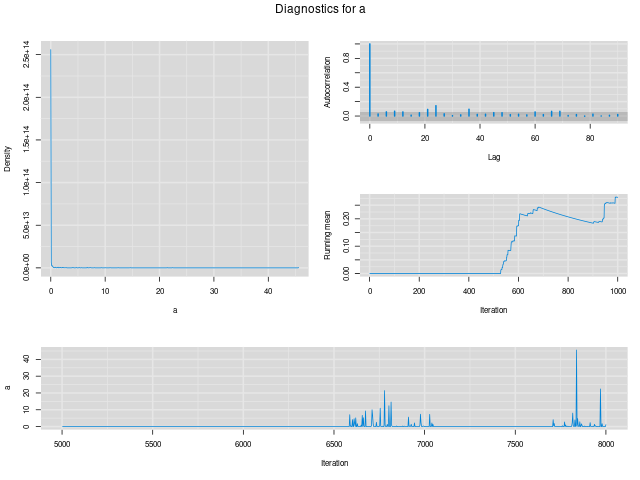 Diagnostics for a
Density
0.0e+00 5.0e+13 1.0e+14 1.5e+14 2.0e+14 2.5e+14
0 10 20 30 40
a
Autocorrelation
0.0 0.4 0.8
0 20 40 60 80
Lag
Running mean
0.00 0.10 0.20
0 200 400 600 800 1000
Iteration
a
0 10 20 30 40
5000 5500 6000 6500 7000 7500 8000
Iteration